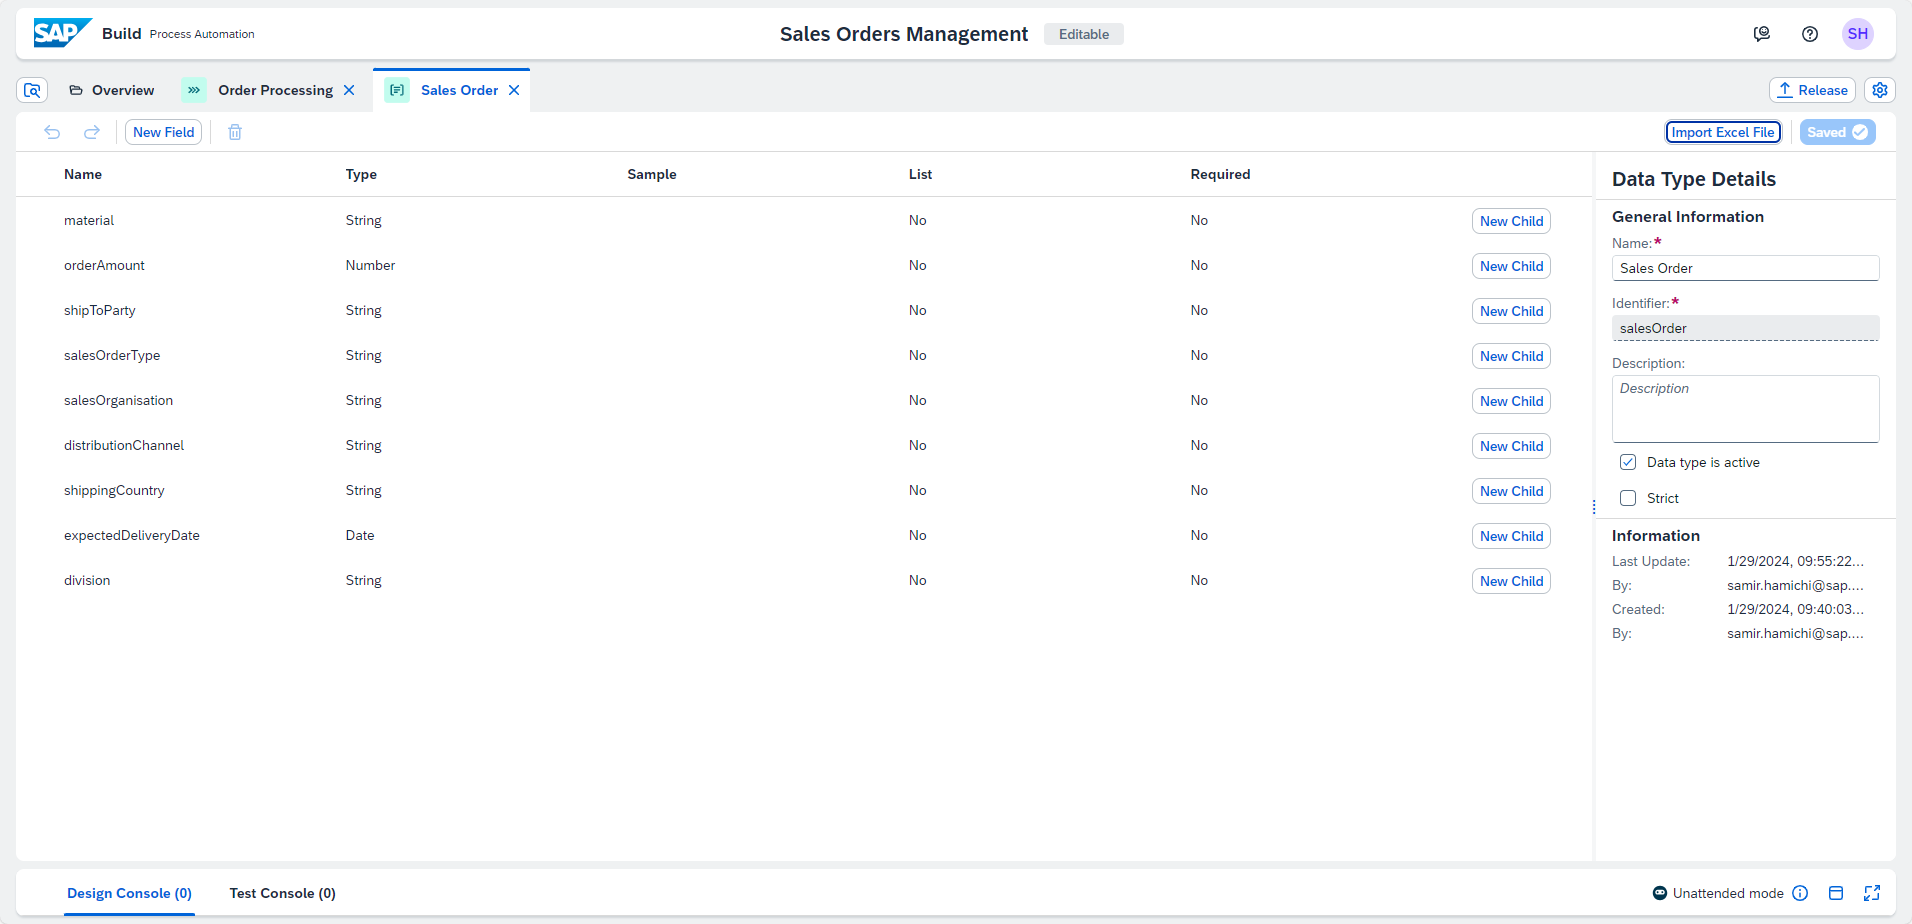 SAP Build Process Automation
Sales Orders Management Editable
SH
Overview Order Processing Sales Order Release
New Field Import Excel File Saved
Name Type Sample List Required
material String No No New Child
orderAmount Number No No New Child
shipToParty String No No New Child
salesOrderType String No No New Child
salesOrganisation String No No New Child
distributionChannel String No No New Child
shippingCountry String No No New Child
expectedDeliveryDate Date No No New Child
division String No No New Child
Data Type Details
General Information
Name:*
Sales Order
Identifier:*
salesOrder
Description:
Description
Data type is active
Strict
Information
Last Update: 1/29/2024, 09:55:22...
By: samir.hamichi@sap....
Created: 1/29/2024, 09:40:03...
By: samir.hamichi@sap....
Design Console (0) Test Console (0) Unattended mode